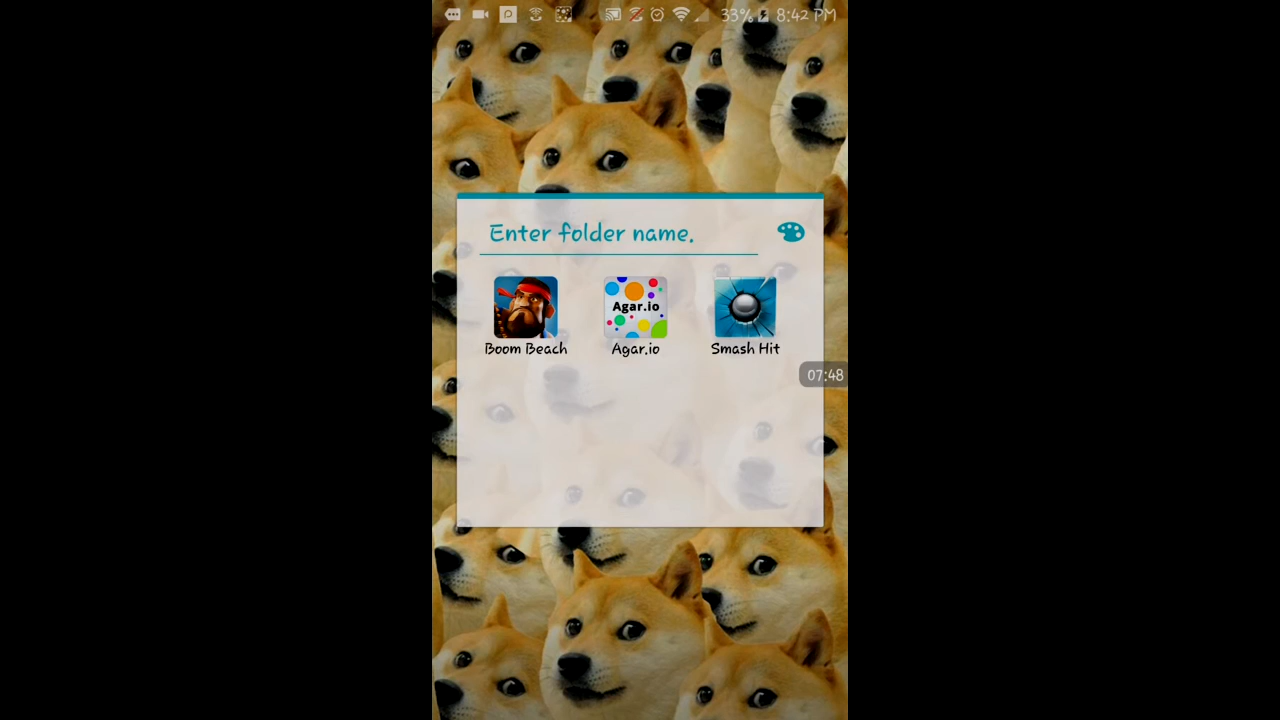 33% 8:42 PM
Enter folder name.
Agar.io
Boom Beach Agar.io Smash Hit
07:48